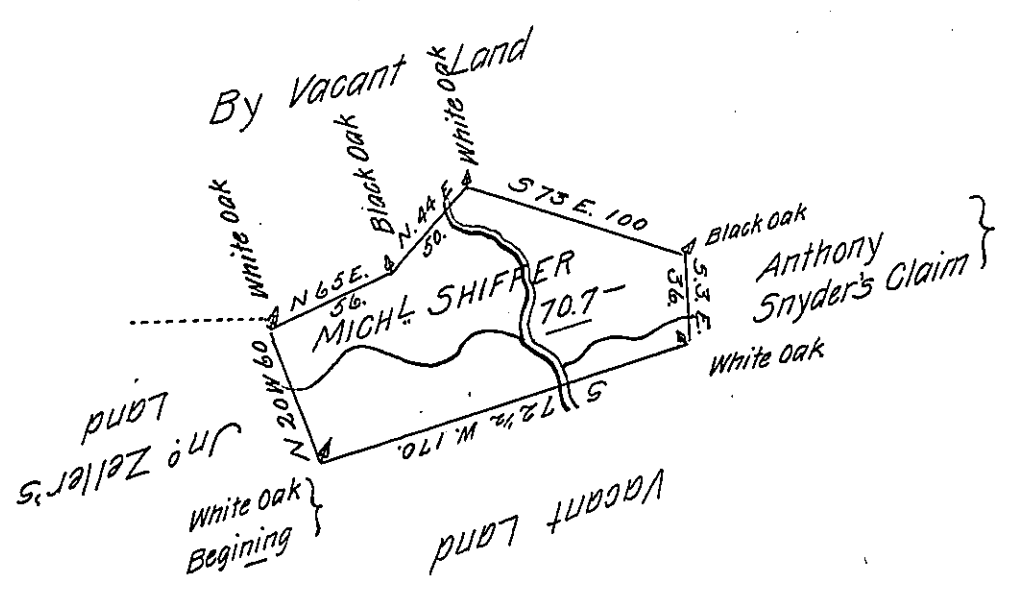 By Vacant Land
White Oak
Black Oak
White Oak
N 65 E.
56.
N. 44 E
50.
S 73 E. 100
Black Oak
S. 3 E.
36
White Oak
Anthony
Snyder's Claim
MICHL SHIFFER
70.7
N 20 W 60
S 72 1/2 W. 170.
Jno. Zeller's
Land
White Oak
Begining
Vacant Land